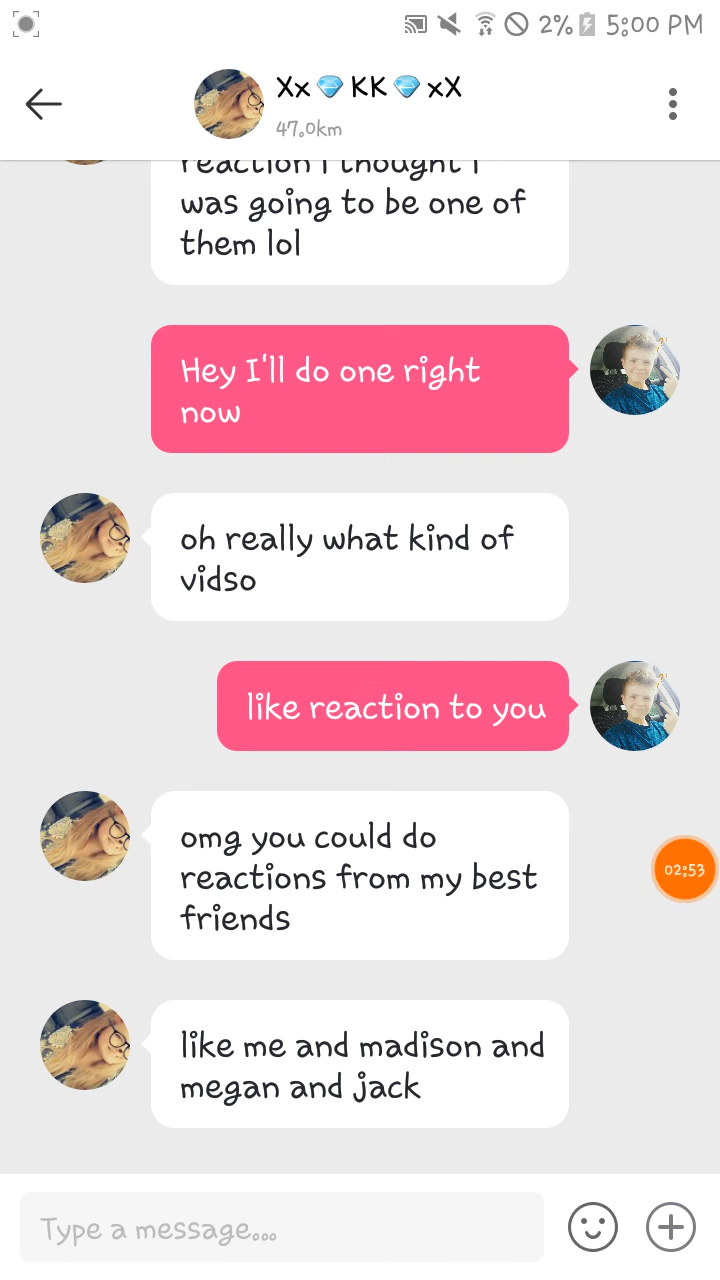 2% 5:00 PM
Xx💎KK💎xX
47.0km
reaction I thought I
was going to be one of
them lol
Hey I'll do one right
now
oh really what kind of
vidso
like reaction to you
omg you could do
reactions from my best
friends
02:53
like me and madison and
megan and jack
Type a message...